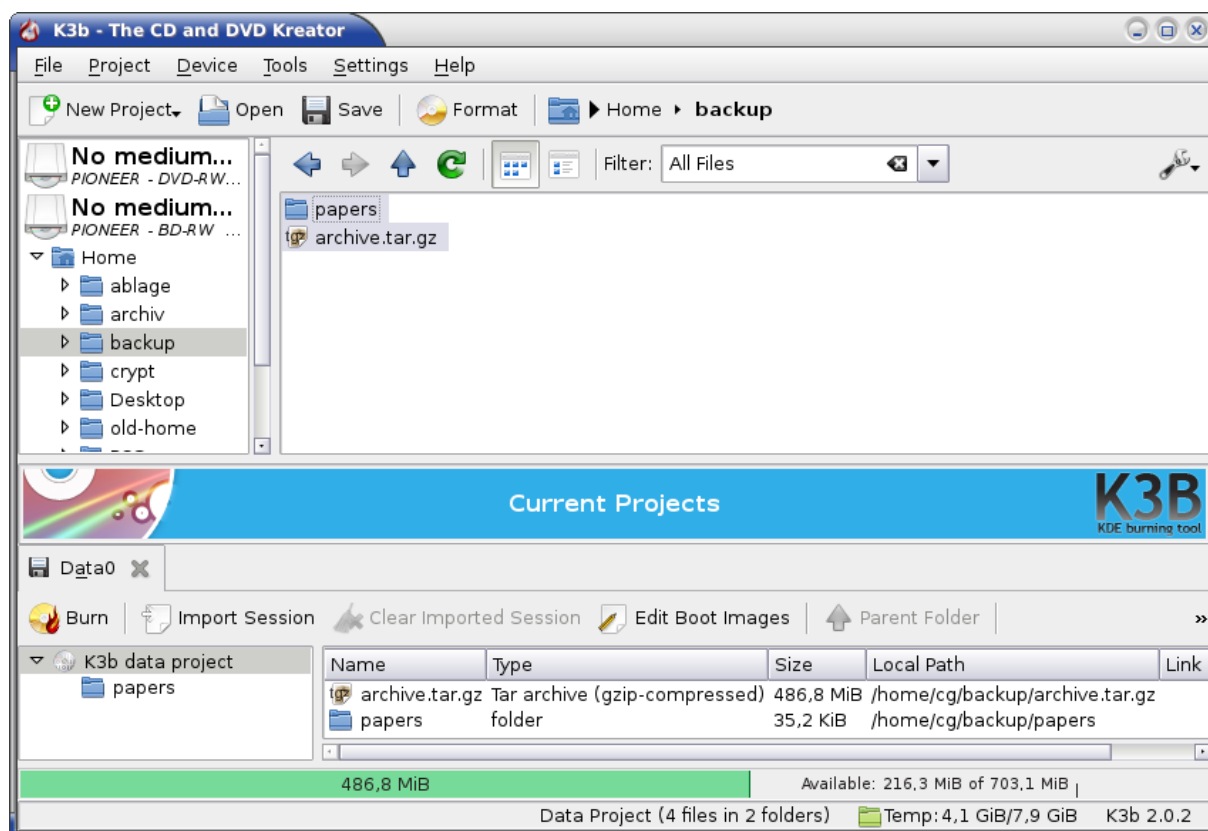 K3b - The CD and DVD Kreator
File Project Device Tools Settings Help
New Project Open Save Format Home backup
No medium...
PIONEER - DVD-RW...
No medium...
PIONEER - BD-RW ...
Filter: All Files
Home
ablage
archiv
backup
crypt
Desktop
old-home
papers
archive.tar.gz
Current Projects
K3B
KDE burning tool
Data0
Burn Import Session Clear Imported Session Edit Boot Images Parent Folder »
K3b data project
papers
Name Type Size Local Path Link
archive.tar.gz Tar archive (gzip-compressed) 486,8 MiB /home/cg/backup/archive.tar.gz
papers folder 35,2 KiB /home/cg/backup/papers
486,8 MiB Available: 216,3 MiB of 703,1 MiB
Data Project (4 files in 2 folders) Temp: 4,1 GiB/7,9 GiB K3b 2.0.2